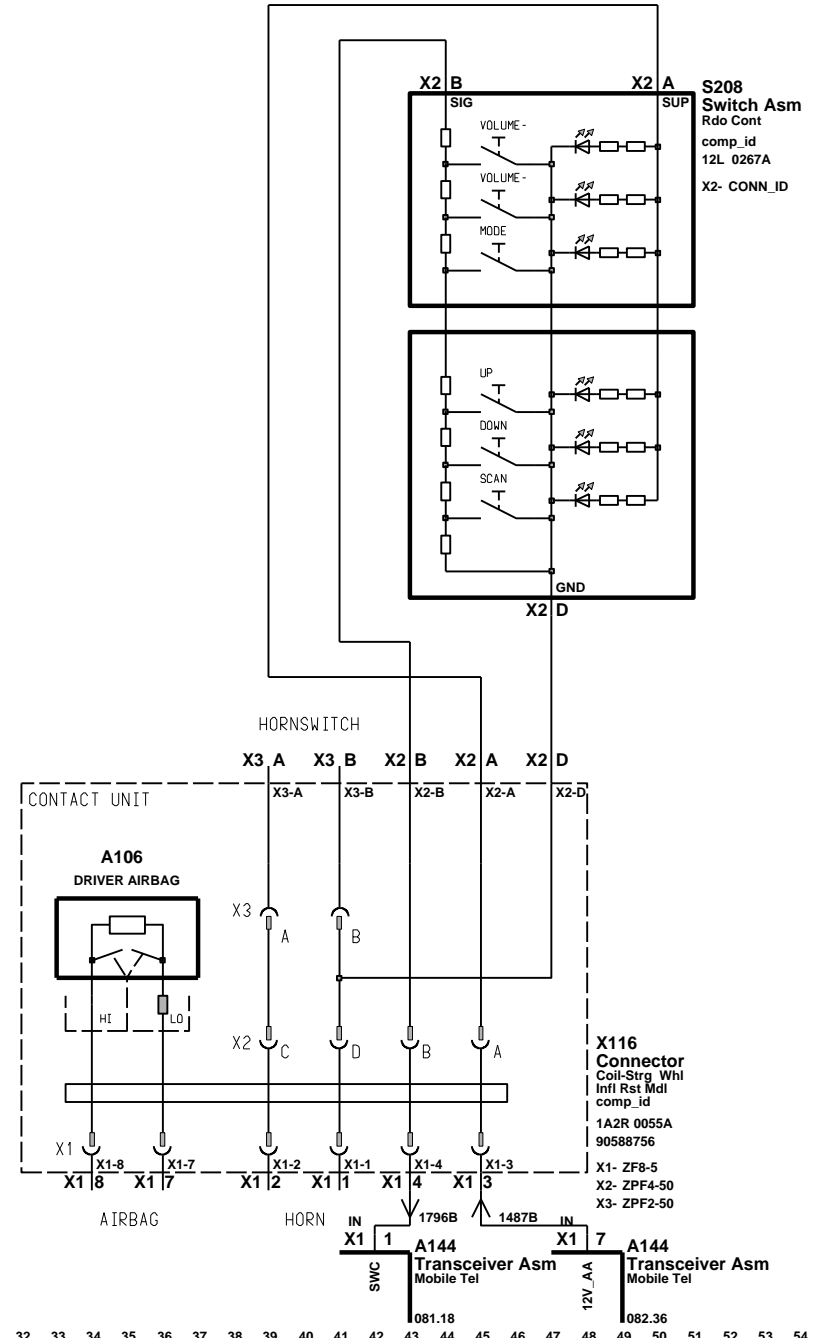 X2 B
X2 A
SIG
SUP
S208
Switch Asm
Rdo Cont
comp_id
12L 0267A
X2- CONN_ID
VOLUME-
VOLUME-
MODE
UP
DOWN
SCAN
GND
X2 D
HORNSWITCH
X3 A X3 B X2 B X2 A X2 D
X3-A X3-B X2-B X2-A X2-D
CONTACT UNIT
A106
DRIVER AIRBAG
X3
A B
HI LO
X2
C D B A
X116
Connector
Coil-Strg Whl
Infl Rst Mdl
comp_id
1A2R 0055A
90588756
X1- ZF8-5
X2- ZPF4-50
X3- ZPF2-50
X1
X1-8 X1-7 X1-2 X1-1 X1-4 X1-3
X1 8 X1 7 X1 2 X1 1 X1 4 X1 3
AIRBAG HORN
IN 1796B 1487B IN
X1 1 X1 7
A144
Transceiver Asm
Mobile Tel
SWC
081.18
A144
Transceiver Asm
Mobile Tel
12V_AA
082.36
32 33 34 35 36 37 38 39 40 41 42 43 44 45 46 47 48 49 50 51 52 53 54